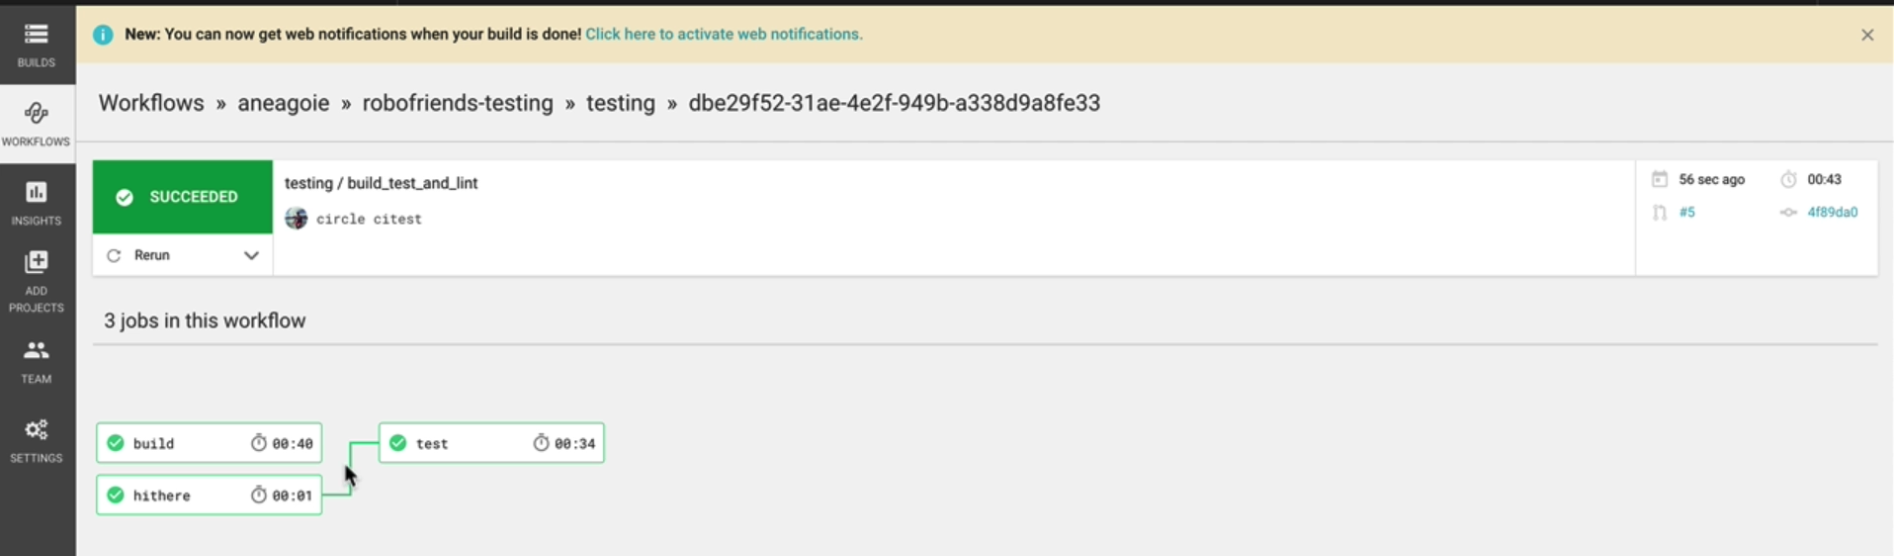 BUILDS
WORKFLOWS
INSIGHTS
ADD
PROJECTS
TEAM
SETTINGS
New: You can now get web notifications when your build is done! Click here to activate web notifications.
Workflows » aneagoie » robofriends-testing » testing » dbe29f52-31ae-4e2f-949b-a338d9a8fe33
SUCCEEDED
Rerun
testing / build_test_and_lint
circle citest
56 sec ago 00:43
#5 4f89da0
3 jobs in this workflow
build 00:40 test 00:34
hithere 00:01